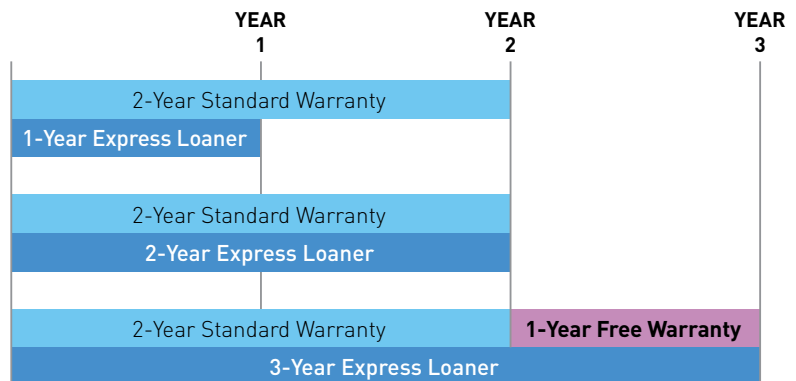 YEAR
1
YEAR
2
YEAR
3
2-Year Standard Warranty
1-Year Express Loaner
2-Year Standard Warranty
2-Year Express Loaner
2-Year Standard Warranty
1-Year Free Warranty
3-Year Express Loaner